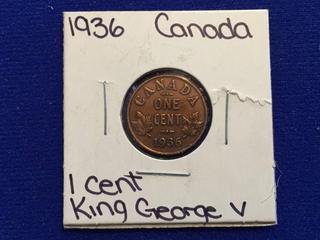 1936 Canada
CANADA
ONE
CENT
1936
1 cent
King George V